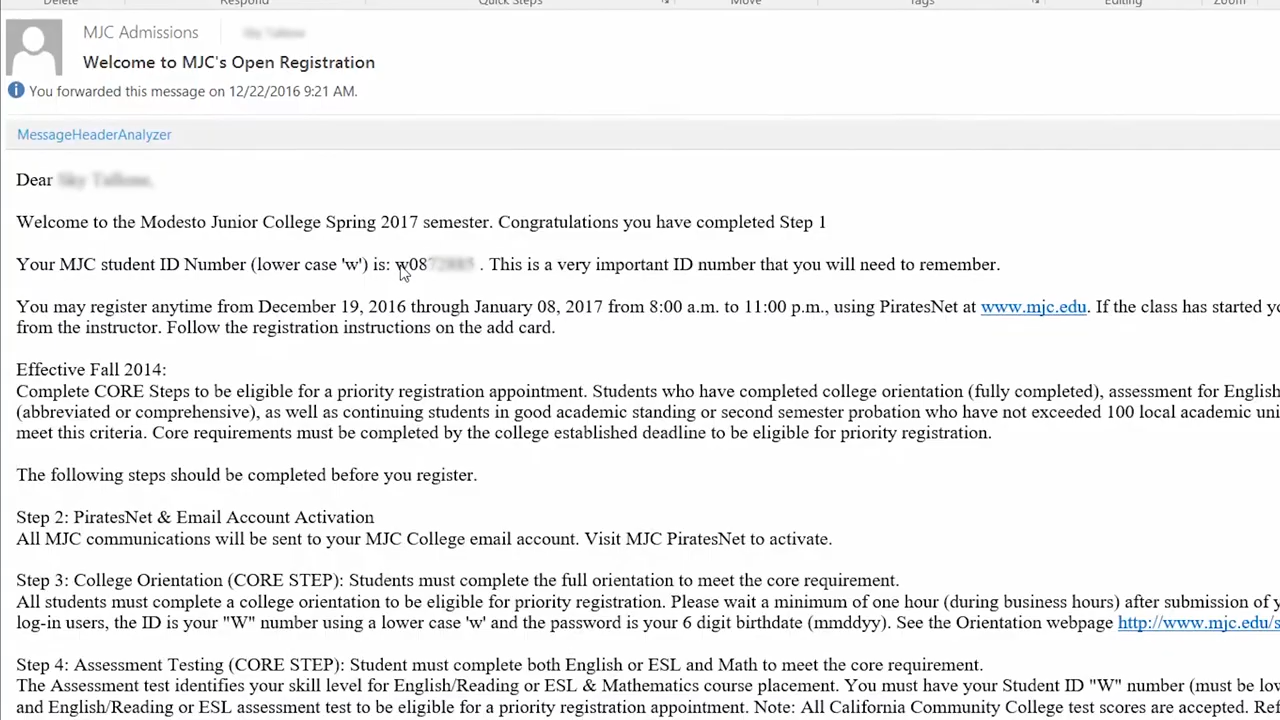 Delete Respond Quick Steps Move Tags Editing Zoom
MJC Admissions
Welcome to MJC's Open Registration
You forwarded this message on 12/22/2016 9:21 AM.
MessageHeaderAnalyzer
Dear
Welcome to the Modesto Junior College Spring 2017 semester. Congratulations you have completed Step 1
Your MJC student ID Number (lower case 'w') is: w08 . This is a very important ID number that you will need to remember.
You may register anytime from December 19, 2016 through January 08, 2017 from 8:00 a.m. to 11:00 p.m., using PiratesNet at www.mjc.edu. If the class has started
from the instructor. Follow the registration instructions on the add card.
Effective Fall 2014:
Complete CORE Steps to be eligible for a priority registration appointment. Students who have completed college orientation (fully completed), assessment for English
(abbreviated or comprehensive), as well as continuing students in good academic standing or second semester probation who have not exceeded 100 local academic
meet this criteria. Core requirements must be completed by the college established deadline to be eligible for priority registration.
The following steps should be completed before you register.
Step 2: PiratesNet & Email Account Activation
All MJC communications will be sent to your MJC College email account. Visit MJC PiratesNet to activate.
Step 3: College Orientation (CORE STEP): Students must complete the full orientation to meet the core requirement.
All students must complete a college orientation to be eligible for priority registration. Please wait a minimum of one hour (during business hours) after submission of
log-in users, the ID is your "W" number using a lower case 'w' and the password is your 6 digit birthdate (mmddyy). See the Orientation webpage http://www.mjc.edu/s
Step 4: Assessment Testing (CORE STEP): Student must complete both English or ESL and Math to meet the core requirement.
The Assessment test identifies your skill level for English/Reading or ESL & Mathematics course placement. You must have your Student ID "W" number (must be
and English/Reading or ESL assessment test to be eligible for a priority registration appointment. Note: All California Community College test scores are accepted.